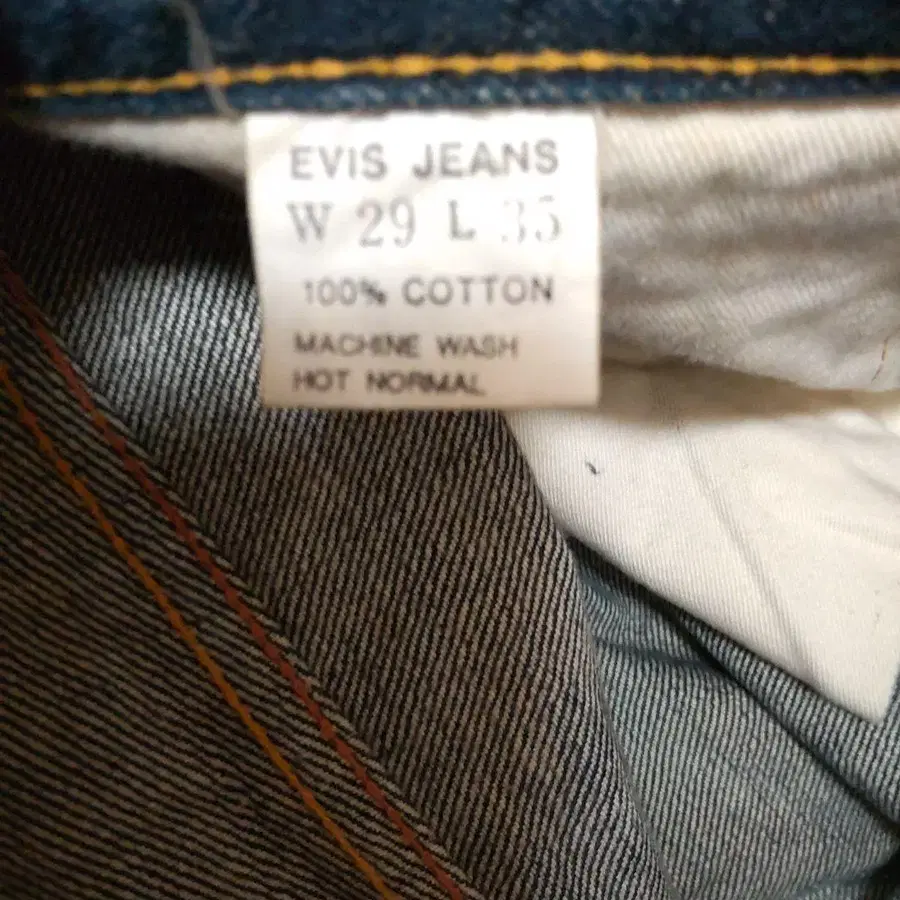 EVIS JEANS
W 29 L 35
100% COTTON
MACHINE WASH
HOT NORMAL